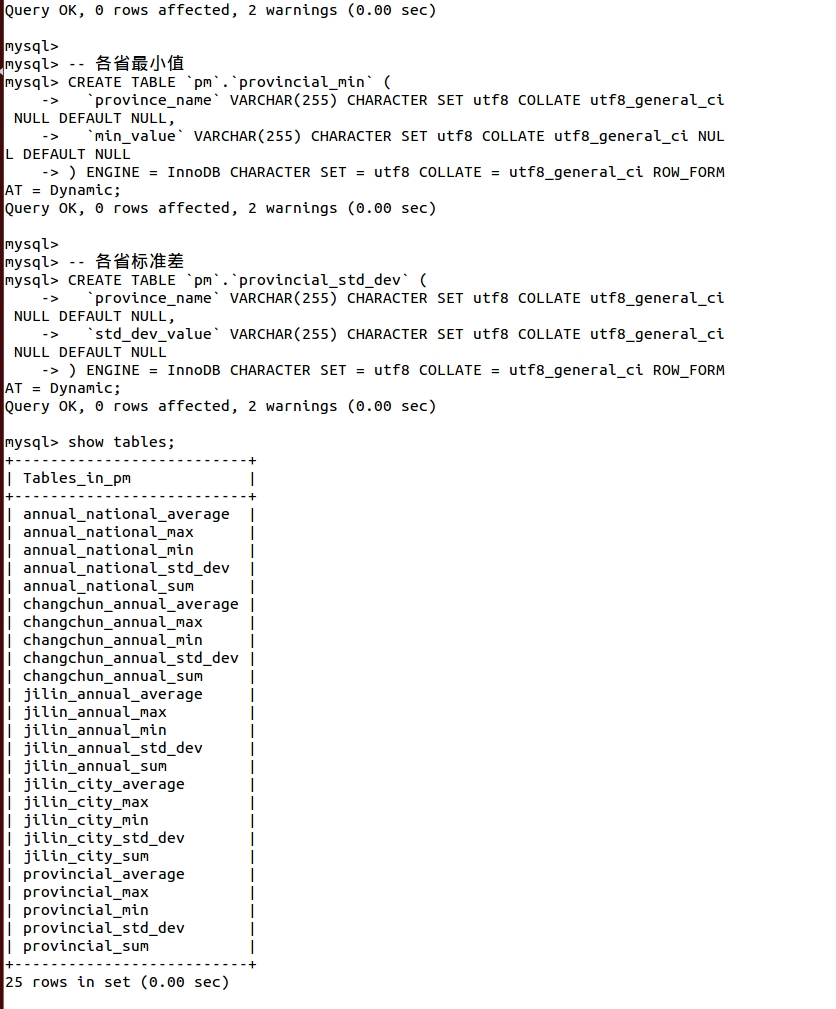 Query OK, 0 rows affected, 2 warnings (0.00 sec)
mysql>
mysql> -- 各省最小值
mysql> CREATE TABLE `pm`.`provincial_min` (
    ->   `province_name` VARCHAR(255) CHARACTER SET utf8 COLLATE utf8_general_ci
 NULL DEFAULT NULL,
    ->   `min_value` VARCHAR(255) CHARACTER SET utf8 COLLATE utf8_general_ci NUL
L DEFAULT NULL
    -> ) ENGINE = InnoDB CHARACTER SET = utf8 COLLATE = utf8_general_ci ROW_FORM
AT = Dynamic;
Query OK, 0 rows affected, 2 warnings (0.00 sec)
mysql>
mysql> -- 各省标准差
mysql> CREATE TABLE `pm`.`provincial_std_dev` (
    ->   `province_name` VARCHAR(255) CHARACTER SET utf8 COLLATE utf8_general_ci
 NULL DEFAULT NULL,
    ->   `std_dev_value` VARCHAR(255) CHARACTER SET utf8 COLLATE utf8_general_ci
 NULL DEFAULT NULL
    -> ) ENGINE = InnoDB CHARACTER SET = utf8 COLLATE = utf8_general_ci ROW_FORM
AT = Dynamic;
Query OK, 0 rows affected, 2 warnings (0.00 sec)
mysql> show tables;
+--------------------------+
| Tables_in_pm             |
+--------------------------+
| annual_national_average  |
| annual_national_max      |
| annual_national_min      |
| annual_national_std_dev  |
| annual_national_sum      |
| changchun_annual_average |
| changchun_annual_max     |
| changchun_annual_min     |
| changchun_annual_std_dev |
| changchun_annual_sum     |
| jilin_annual_average     |
| jilin_annual_max         |
| jilin_annual_min         |
| jilin_annual_std_dev     |
| jilin_annual_sum         |
| jilin_city_average       |
| jilin_city_max           |
| jilin_city_min           |
| jilin_city_std_dev       |
| jilin_city_sum           |
| provincial_average       |
| provincial_max           |
| provincial_min           |
| provincial_std_dev       |
| provincial_sum           |
+--------------------------+
25 rows in set (0.00 sec)